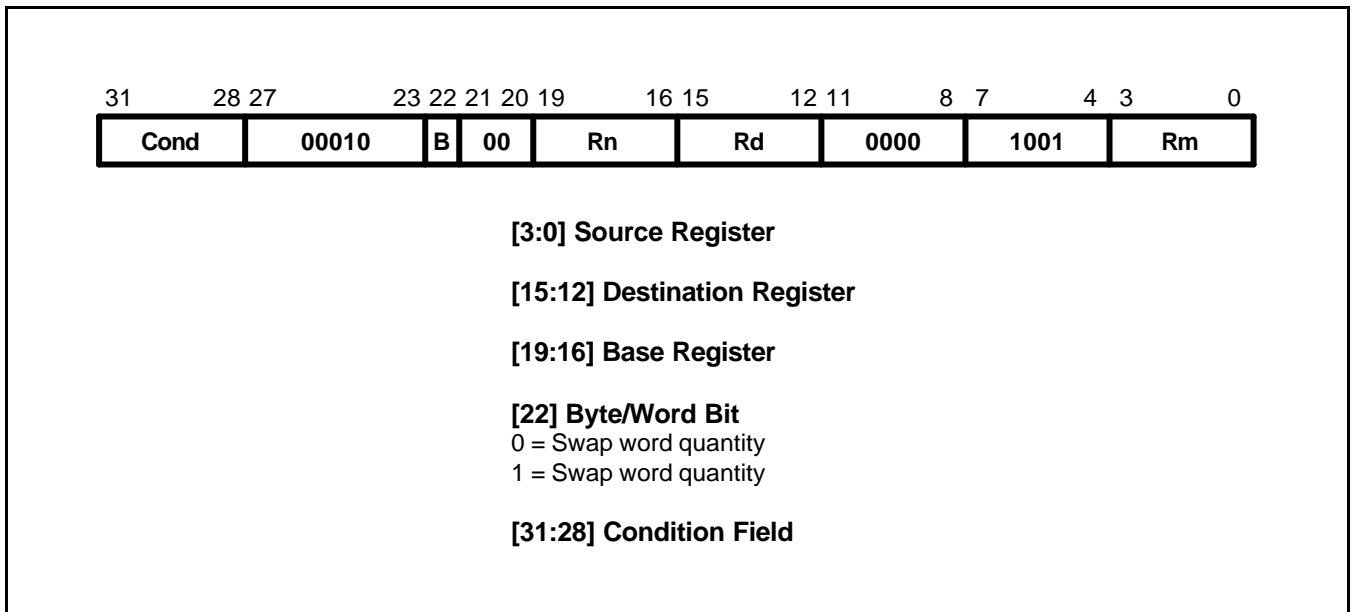 31 28 27 23 22 21 20 19 16 15 12 11 8 7 4 3 0
Cond 00010 B 00 Rn Rd 0000 1001 Rm
[3:0] Source Register
[15:12] Destination Register
[19:16] Base Register
[22] Byte/Word Bit
0 = Swap word quantity
1 = Swap word quantity
[31:28] Condition Field